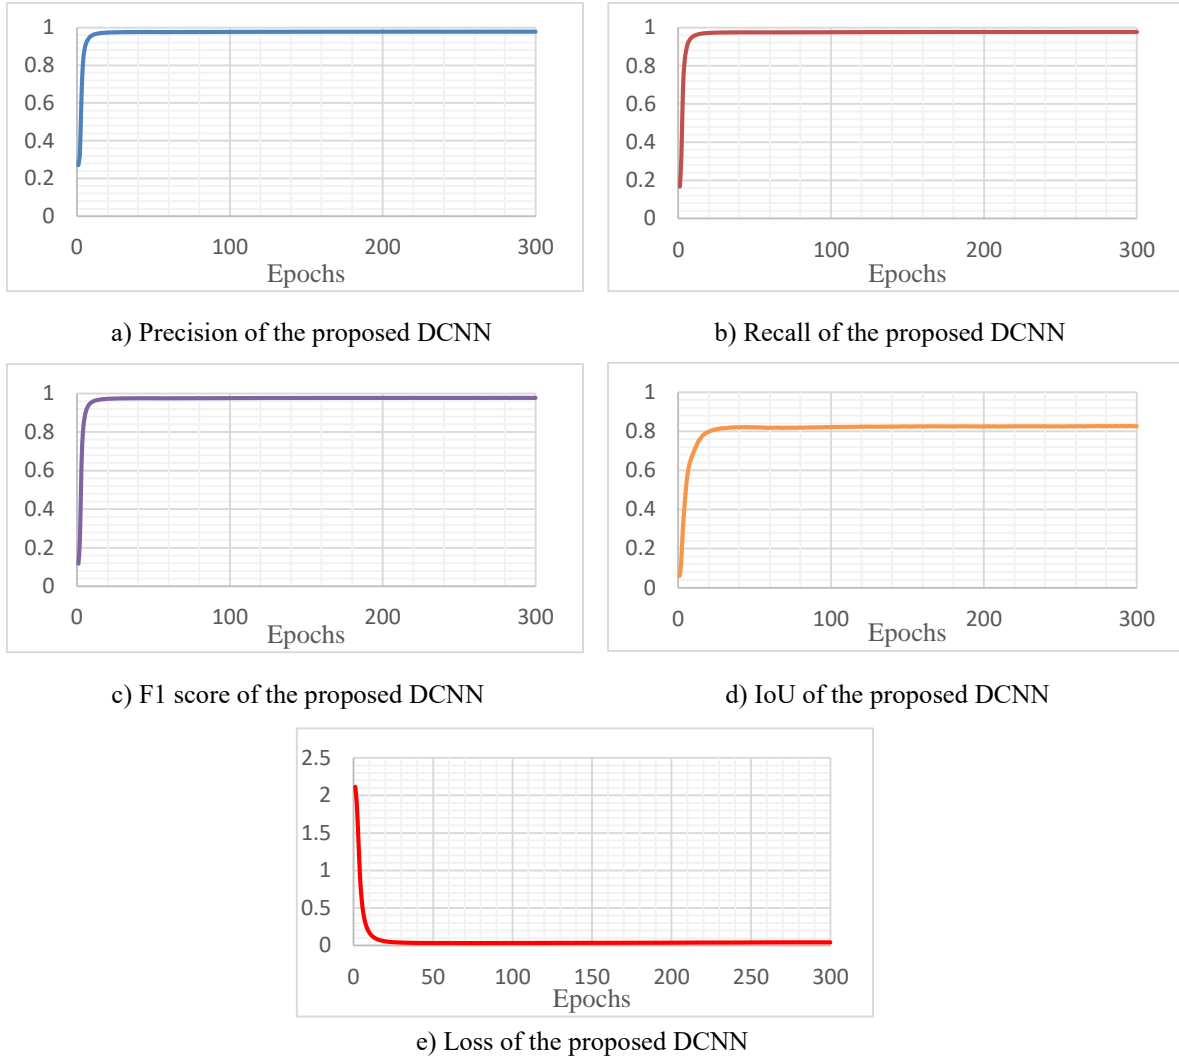 1
0.8
0.6
0.4
0.2
0
0 100 200 300
Epochs
a) Precision of the proposed DCNN
1
0.8
0.6
0.4
0.2
0
0 100 200 300
Epochs
b) Recall of the proposed DCNN
1
0.8
0.6
0.4
0.2
0
0 100 200 300
Epochs
c) F1 score of the proposed DCNN
1
0.8
0.6
0.4
0.2
0
0 100 200 300
Epochs
d) IoU of the proposed DCNN
2.5
2
1.5
1
0.5
0
0 50 100 150 200 250 300
Epochs
e) Loss of the proposed DCNN